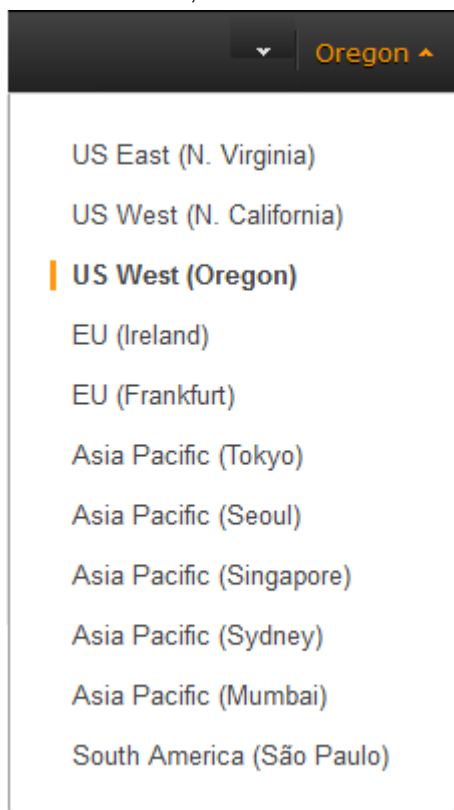 Oregon
US East (N. Virginia)
US West (N. California)
US West (Oregon)
EU (Ireland)
EU (Frankfurt)
Asia Pacific (Tokyo)
Asia Pacific (Seoul)
Asia Pacific (Singapore)
Asia Pacific (Sydney)
Asia Pacific (Mumbai)
South America (São Paulo)